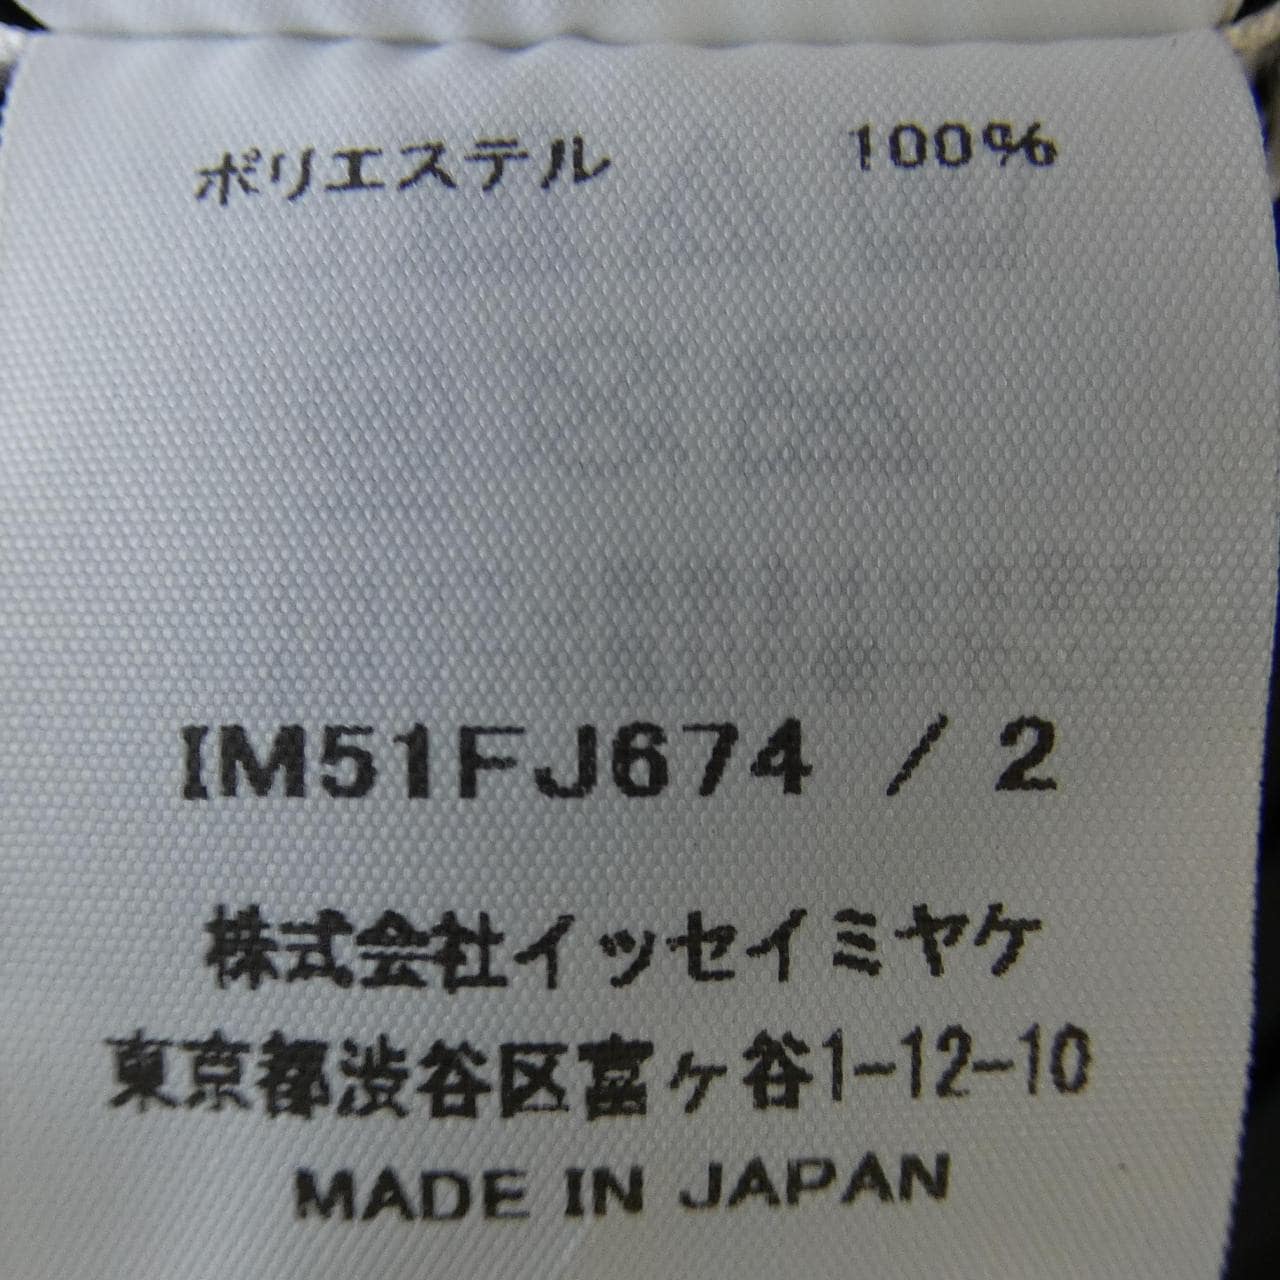 ポリエステル 100%
IM51FJ674 / 2
株式会社イッセイミヤケ
東京都渋谷区富ヶ谷1-12-10
MADE IN JAPAN